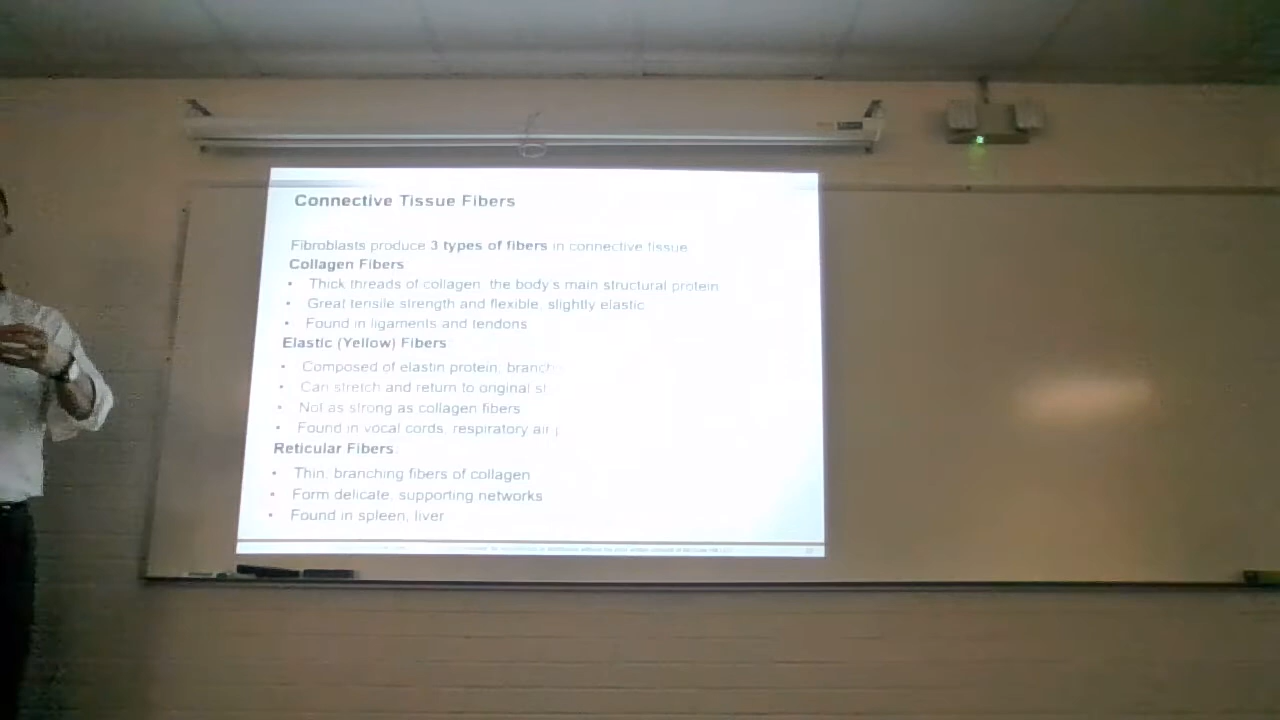 Connective Tissue Fibers
Fibroblasts produce 3 types of fibers in connective tissue
Collagen Fibers
• Thick threads of collagen, the body's main structural protein
• Great tensile strength and flexible, slightly elastic
• Found in ligaments and tendons
Elastic (Yellow) Fibers
• Composed of elastin protein,
• Can stretch and return to original
• Not as strong as collagen fibers
• Found in vocal cords, respiratory air
Reticular Fibers
• Thin, branching fibers of collagen
• Form delicate, supporting networks
• Found in spleen, liver